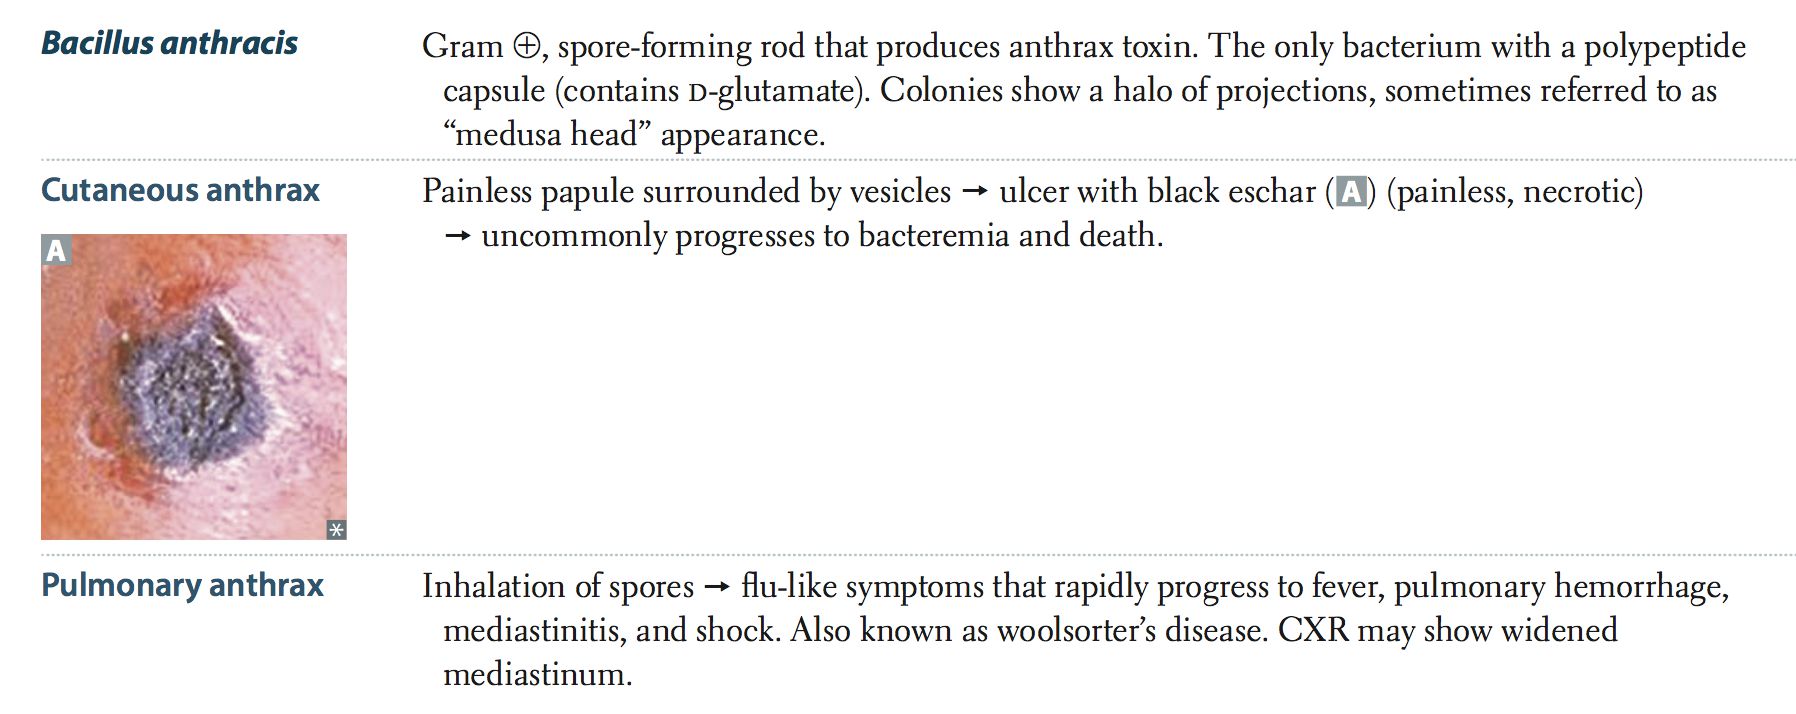 Bacillus anthracis
Gram ⊕, spore-forming rod that produces anthrax toxin. The only bacterium with a polypeptide
capsule (contains D-glutamate). Colonies show a halo of projections, sometimes referred to as
“medusa head” appearance.
Cutaneous anthrax
Painless papule surrounded by vesicles → ulcer with black eschar (A) (painless, necrotic)
→ uncommonly progresses to bacteremia and death.
A
*
Pulmonary anthrax
Inhalation of spores → flu-like symptoms that rapidly progress to fever, pulmonary hemorrhage,
mediastinitis, and shock. Also known as woolsorter’s disease. CXR may show widened
mediastinum.